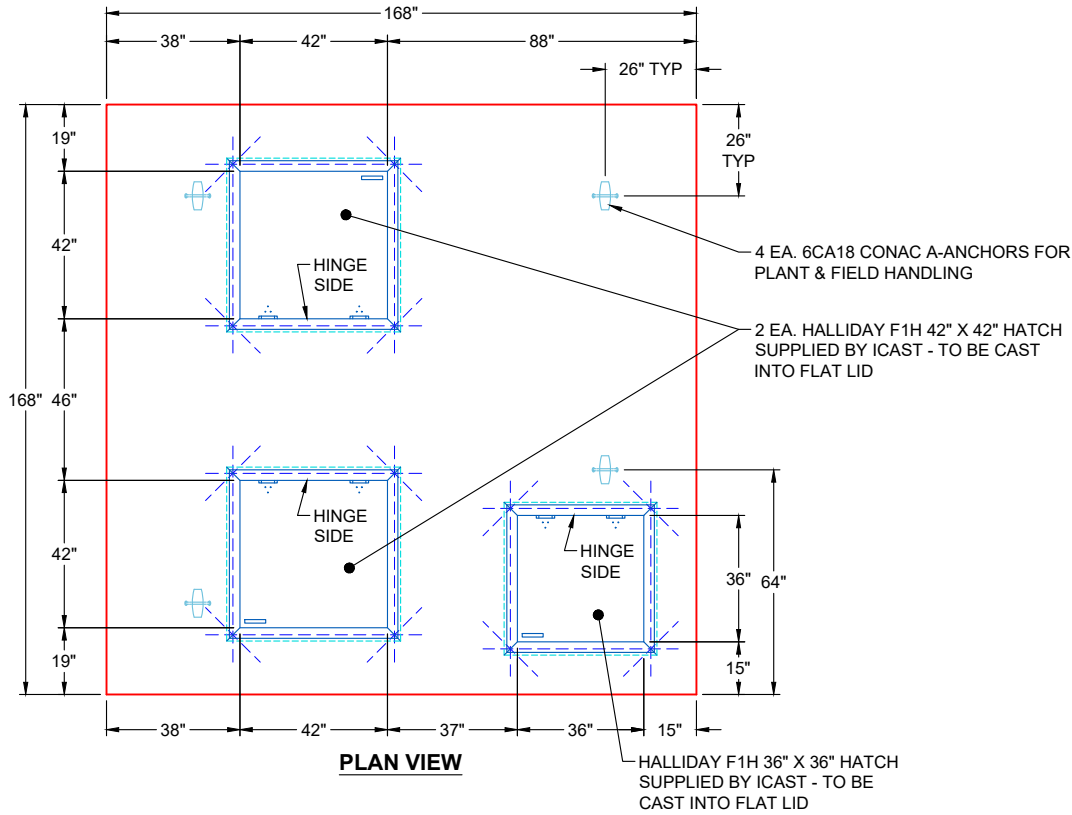 168"
38"
42"
88"
26" TYP
19"
26"
TYP
42"
HINGE
SIDE
4 EA. 6CA18 CONAC A-ANCHORS FOR
PLANT & FIELD HANDLING
2 EA. HALLIDAY F1H 42" X 42" HATCH
SUPPLIED BY ICAST - TO BE CAST
INTO FLAT LID
168"
46"
HINGE
SIDE
42"
HINGE
SIDE
36"
64"
19"
15"
38"
42"
37"
36"
15"
PLAN VIEW
HALLIDAY F1H 36" X 36" HATCH
SUPPLIED BY ICAST - TO BE
CAST INTO FLAT LID